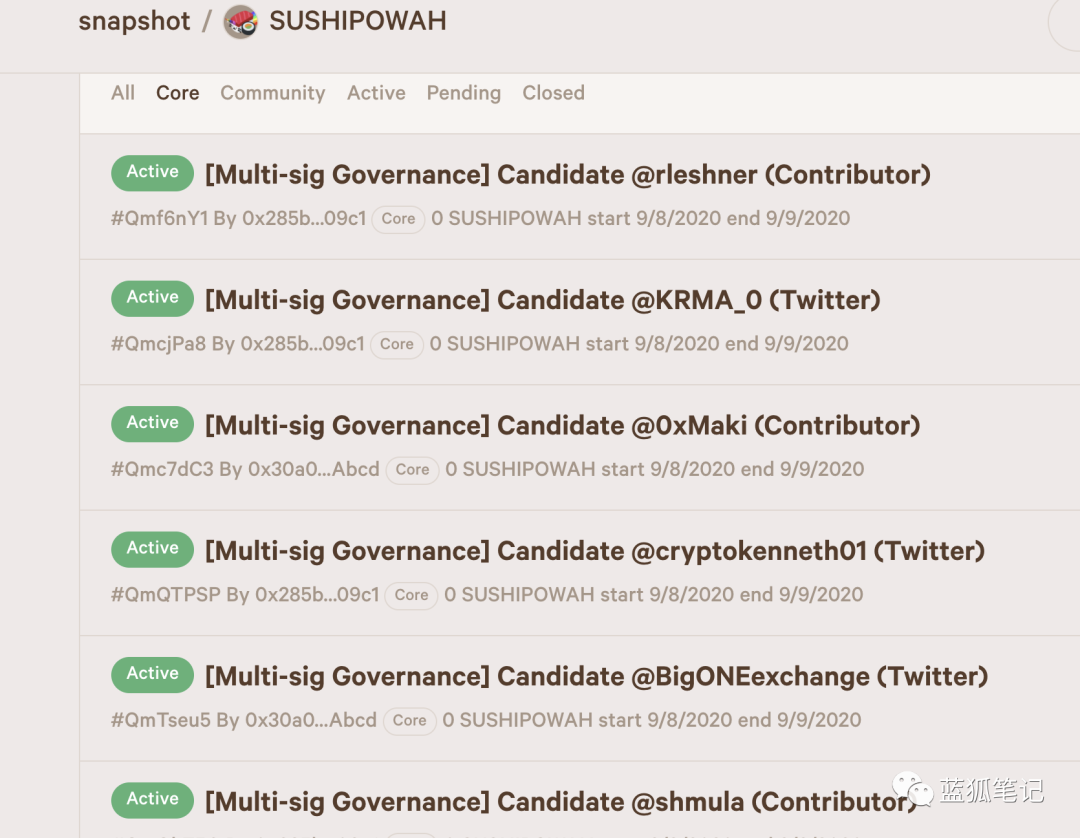 snapshot / SUSHIPOWAH
All Core Community Active Pending Closed
Active [Multi-sig Governance] Candidate @rleshner (Contributor)
#Qmf6nY1 By 0x285b...09c1 Core 0 SUSHIPOWAH start 9/8/2020 end 9/9/2020
Active [Multi-sig Governance] Candidate @KRMA_0 (Twitter)
#QmcjPa8 By 0x285b...09c1 Core 0 SUSHIPOWAH start 9/8/2020 end 9/9/2020
Active [Multi-sig Governance] Candidate @0xMaki (Contributor)
#Qmc7dC3 By 0x30a0...Abcd Core 0 SUSHIPOWAH start 9/8/2020 end 9/9/2020
Active [Multi-sig Governance] Candidate @cryptokenneth01 (Twitter)
#QmQTPSP By 0x285b...09c1 Core 0 SUSHIPOWAH start 9/8/2020 end 9/9/2020
Active [Multi-sig Governance] Candidate @BigONEexchange (Twitter)
#QmTseu5 By 0x30a0...Abcd Core 0 SUSHIPOWAH start 9/8/2020 end 9/9/2020
Active [Multi-sig Governance] Candidate @shmula (Contributor)
蓝狐笔记